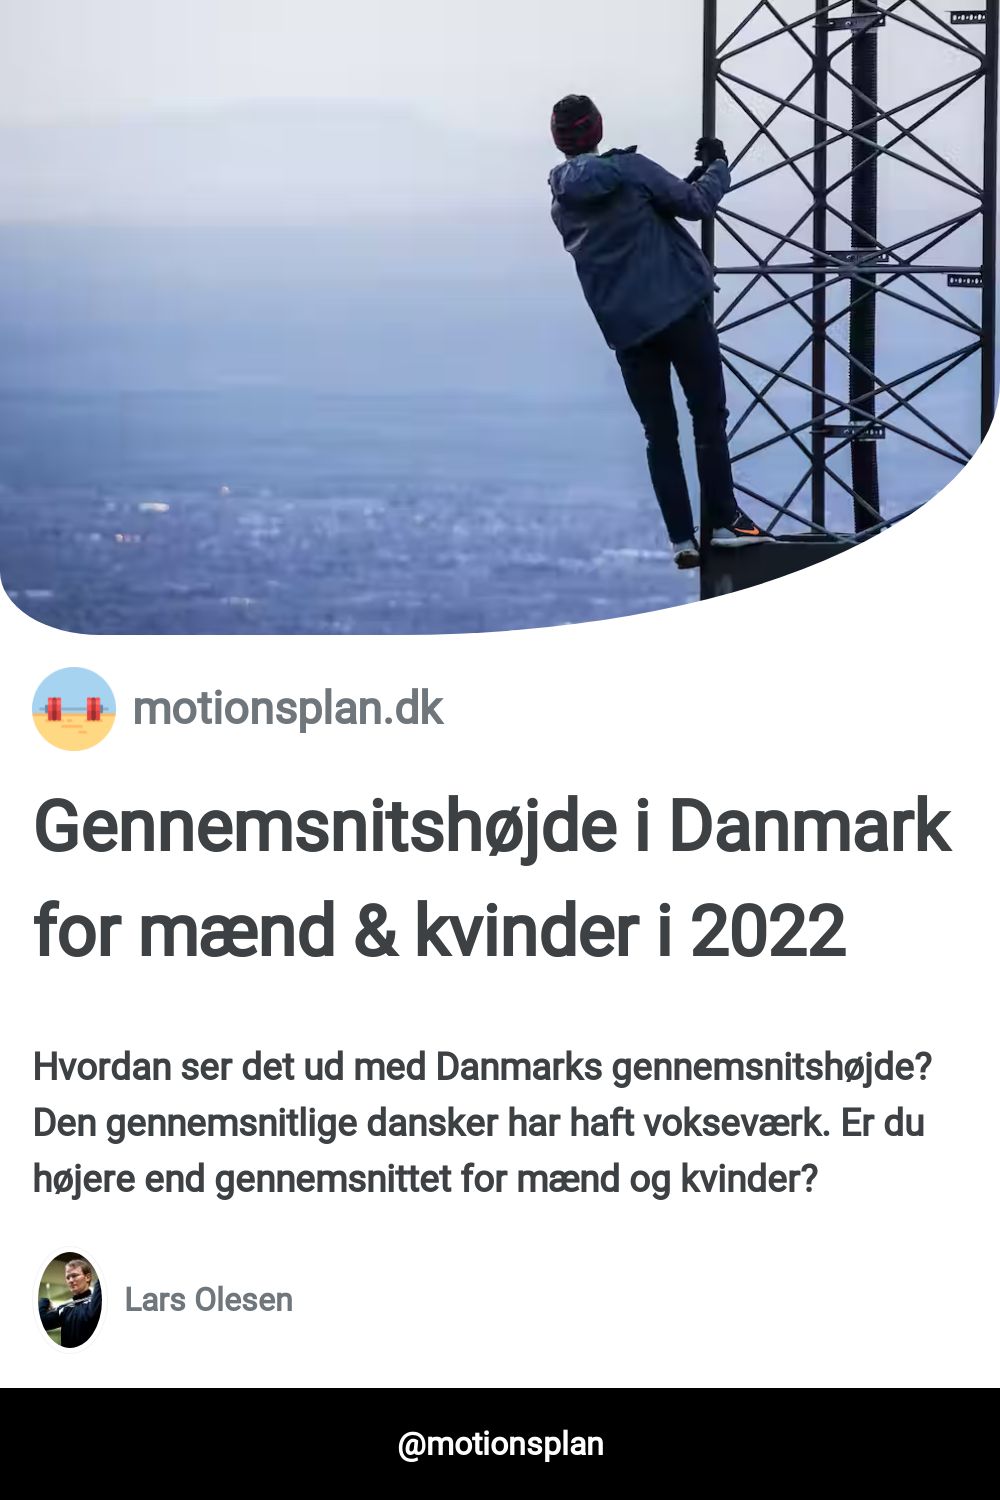 motionsplan.dk
Gennemsnitshøjde i Danmark
for mænd & kvinder i 2022
Hvordan ser det ud med Danmarks gennemsnitshøjde?
Den gennemsnitlige dansker har haft vokseværk. Er du
højere end gennemsnittet for mænd og kvinder?
Lars Olesen
@motionsplan